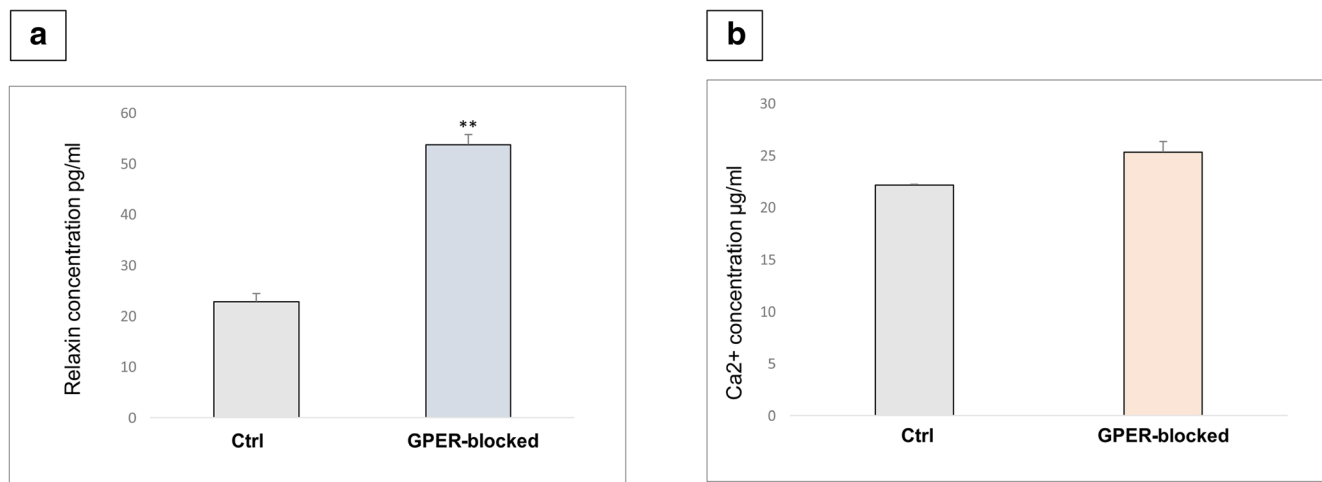 a
Relaxin concentration pg/ml
60
50
40
30
20
10
0
**
Ctrl
GPER-blocked
b
Ca2+ concentration µg/ml
30
25
20
15
10
5
0
Ctrl
GPER-blocked